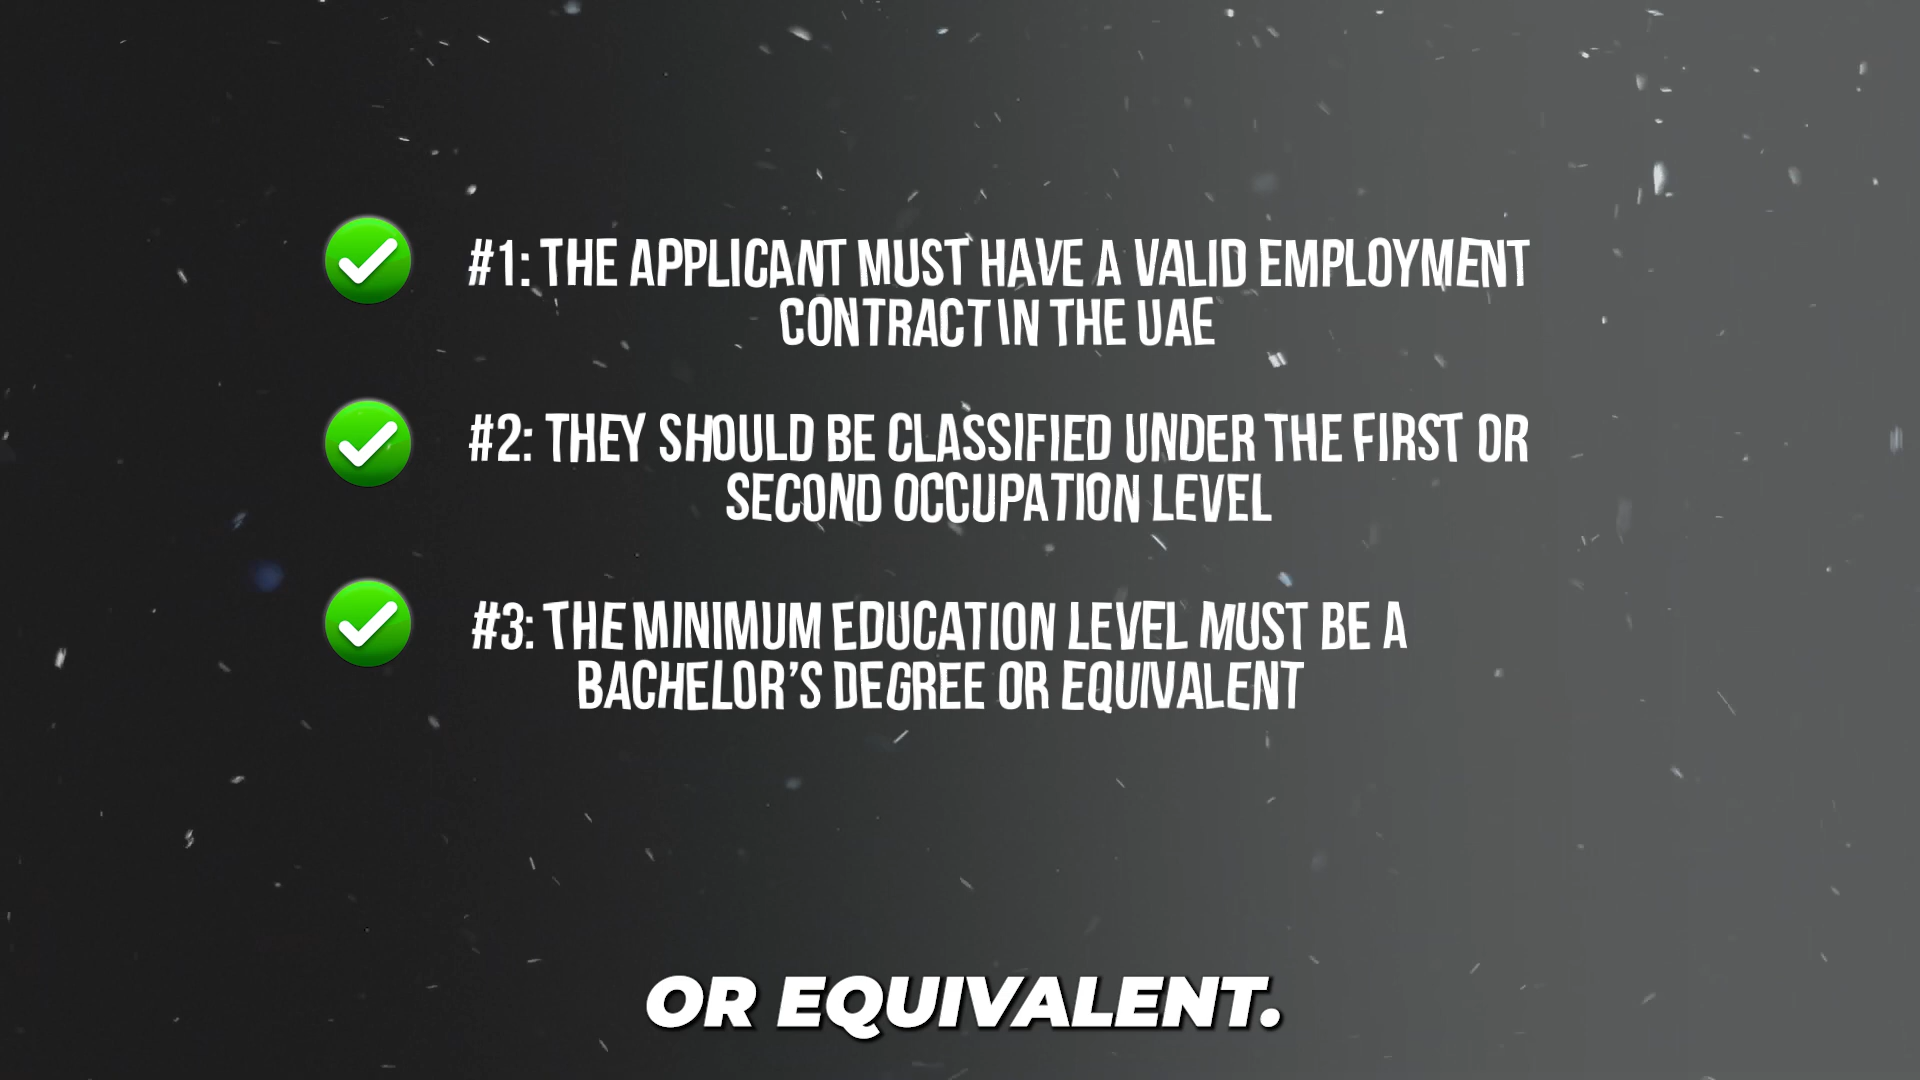 #1: THE APPLICANT MUST HAVE A VALID EMPLOYMENT
CONTRACT IN THE UAE
#2: THEY SHOULD BE CLASSIFIED UNDER THE FIRST OR
SECOND OCCUPATION LEVEL
#3: THE MINIMUM EDUCATION LEVEL MUST BE A
BACHELOR’S DEGREE OR EQUIVALENT
OR EQUIVALENT.